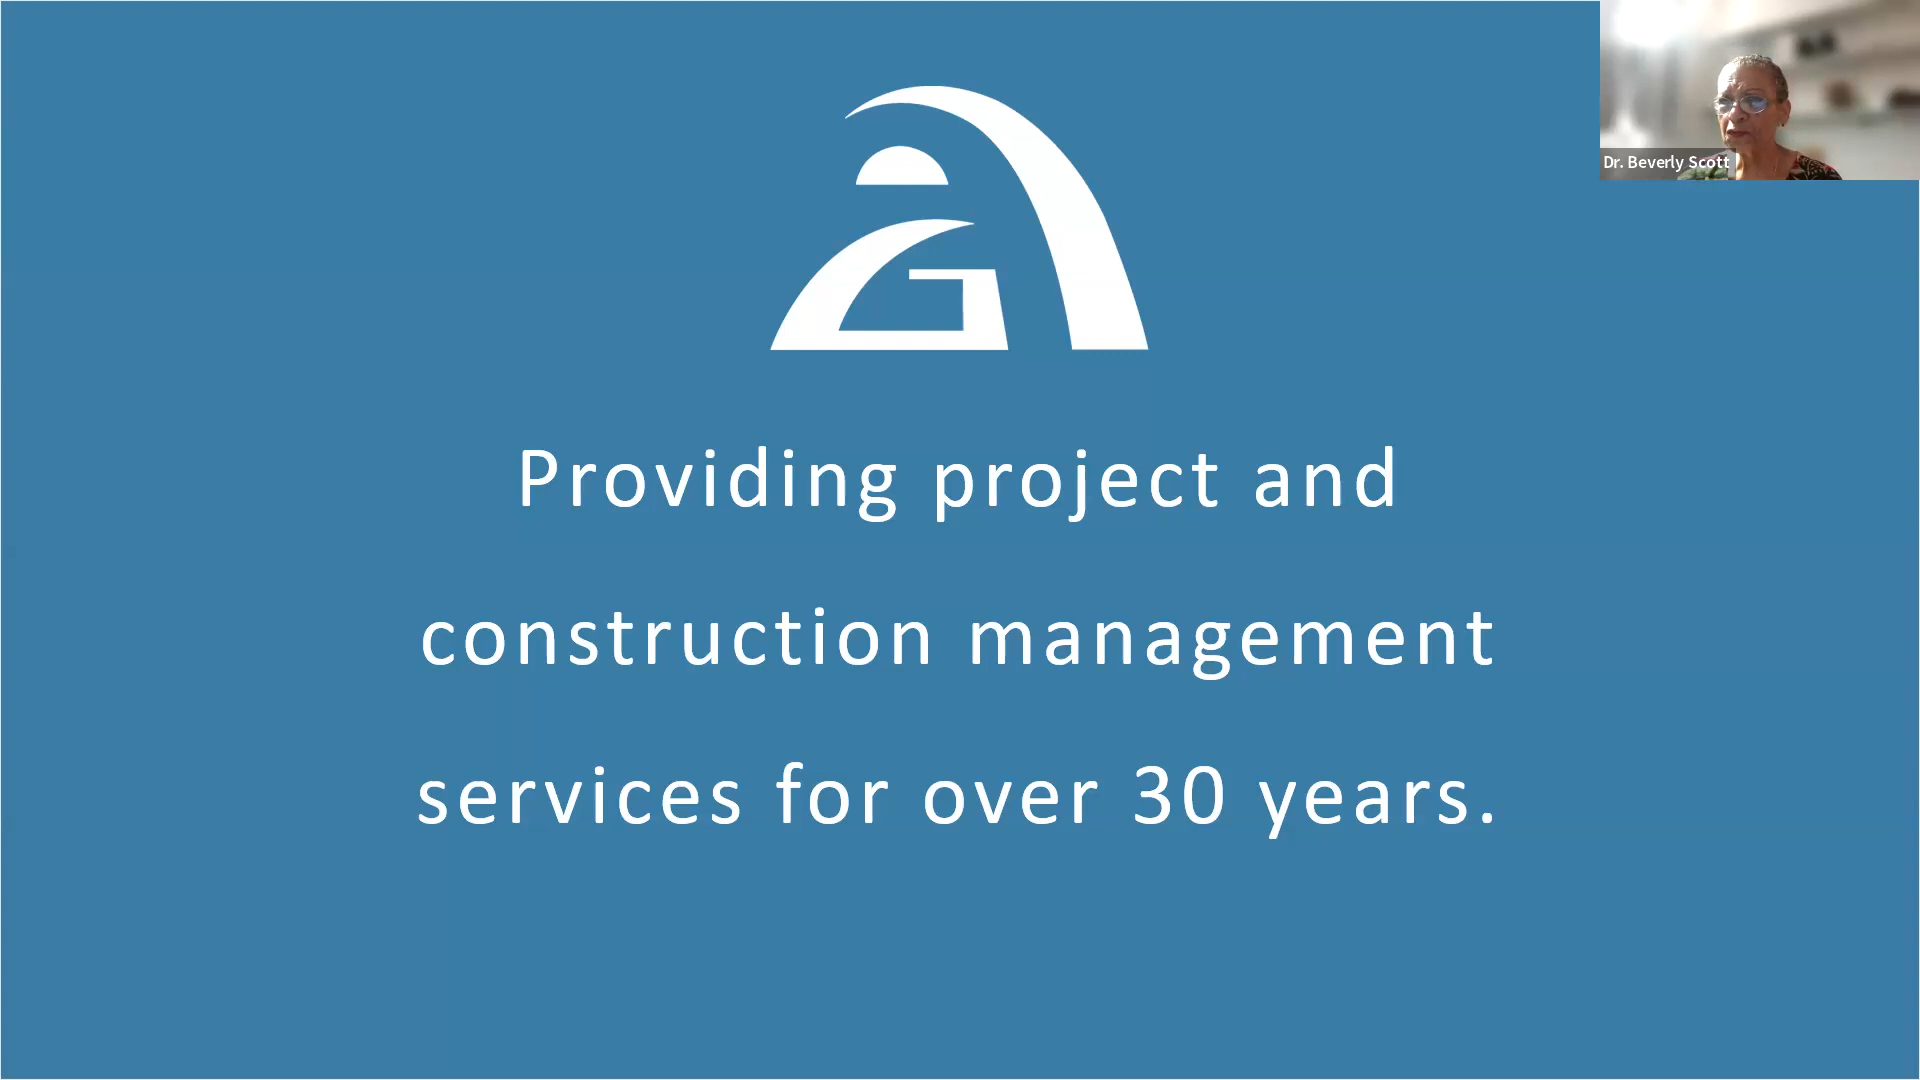 Dr. Beverly Scott
Providing project and
construction management
services for over 30 years.